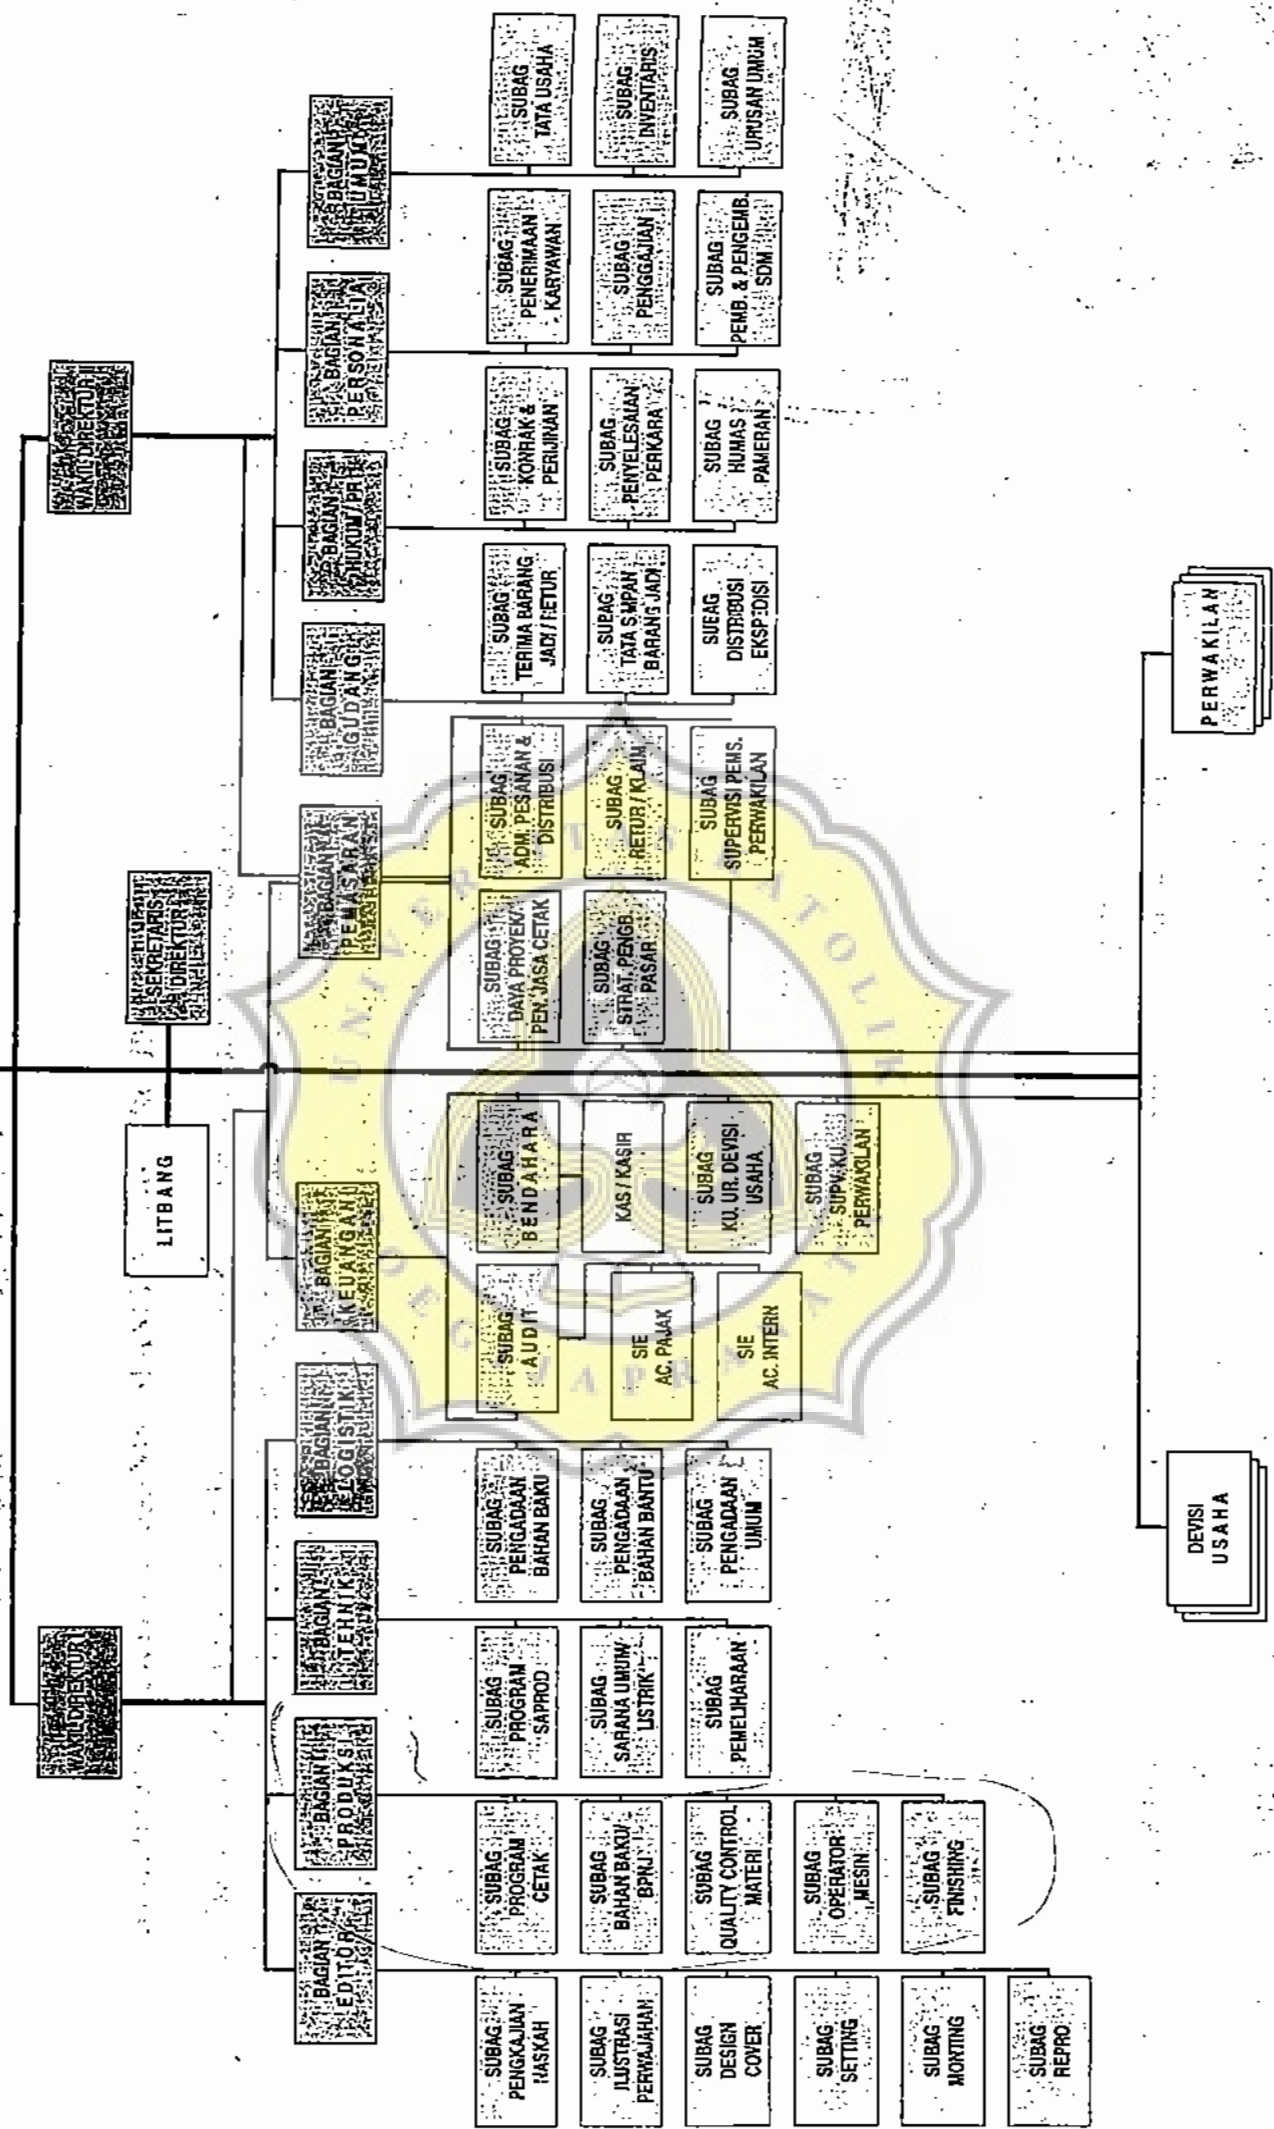 WAKIL DIREKTUR I
WAKIL DIREKTUR II
LITBANG
SEKRETARIS
DIREKTUR
BAGIAN
EDITOR
BAGIAN
PRODUKSI
BAGIAN
TEHNIK
BAGIAN
LOGISTIK
BAGIAN
KEUANGAN
BAGIAN
PEMASARAN
BAGIAN
GUDANG
BAGIAN
HUKUM / PR
BAGIAN
PERSONALIA
BAGIAN
UMUM
SUBAG
PENGKAJIAN
NASKAH
SUBAG
ILUSTRASI
PERWAJAHAN
SUBAG
DESIGN
COVER
SUBAG
SETTING
SUBAG
MONTING
SUBAG
REPRO
SUBAG
PROGRAM
CETAK
SUBAG
BAHAN BAKU/
BPRJ
SUBAG
QUALITY CONTROL
MATERI
SUBAG
OPERATOR
MESIN
SUBAG
FINISHING
SUBAG
PROGRAM
SAPROD
SUBAG
SARANA UMUM/
LISTRIK
SUBAG
PEMELIHARAAN
SUBAG
PENGADAAN
BAHAN BAKU
SUBAG
PENGADAAN
BAHAN BANTU
SUBAG
PENGADAAN
UMUM
SUBAG
AUDIT
SIE
AC. PAJAK
SIE
AC. INTERN
SUBAG
BENDAHARA
KAS / KASIR
SUBAG
KU. UR. DEVISI
USAHA
SUBAG
SUPV. KU.
PERWAKILAN
SUBAG
DAYA PROYEK/
PEN. JASA CETAK
SUBAG
STRAT. PENGB.
PASAR
SUBAG
ADM. PESANAN &
DISTRIBUSI
SUBAG
RETUR / KLAIM
SUBAG
SUPERVISI PEMS.
PERWAKILAN
SUBAG
TERIMA BARANG
JADI / RETUR
SUBAG
TATA SIMPAN
BARANG JADI
SUBAG
DISTRIBUSI
EKSPEDISI
SUBAG
KONRAK &
PERIJINAN
SUBAG
PENYELESAIAN
PERKARA
SUBAG
HUMAS
PAMERAN
SUBAG
PENERIMAAN
KARYAWAN
SUBAG
PENGGAJIAN
SUBAG
PEMB. & PENGEMB.
SDM
SUBAG
TATA USAHA
SUBAG
INVENTARIS
SUBAG
URUSAN UMUM
DEVISI
USAHA
PERWAKILAN
UNIVERSITAS KATOLIK
SOEGIJAPRANATA